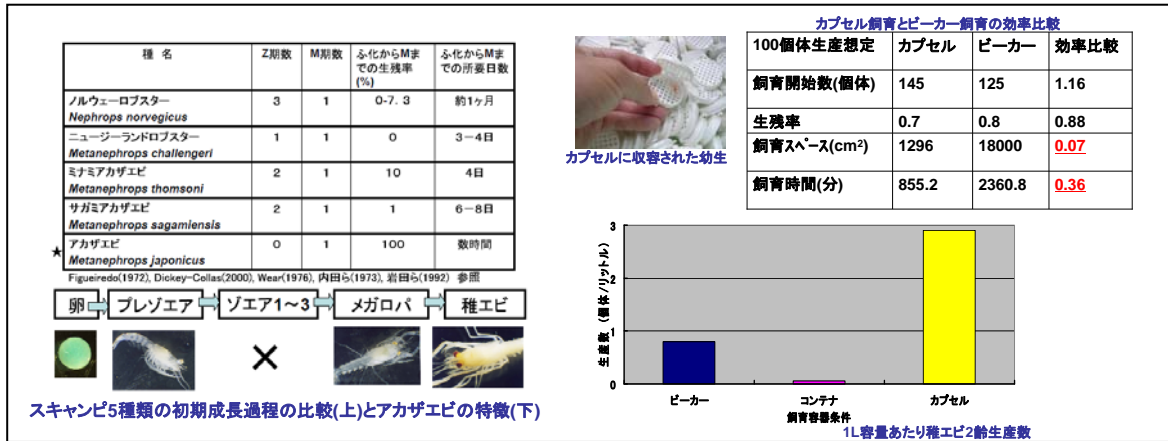 種 名 Z期数 M期数 ふ化からMま ふ化からM
での生残率 までの所要日数
(%)
ノルウェーロブスター 3 1 0-7. 3 約1ヶ月
Nephrops norvegicus
ニュージーランドロブスター 1 1 0 3-4日
Metanephrops challengeri
ミナミアカザエビ 2 1 10 4日
Metanephrops thomsoni
サガミアカザエビ 2 1 1 6-8日
Metanephrops sagamiensis
★ アカザエビ 0 1 100 数時間
Metanephrops japonicus
Figueiredo(1972), Dickey-Collas(2000), Wear(1976), 内田ら(1973), 岩田ら(1992) 参照
卵 プレゾエア ゾエア1～3 メガロパ 稚エビ
×
スキャンピ5種類の初期成長過程の比較(上)とアカザエビの特徴(下)
カプセルに収容された幼生
カプセル飼育とビーカー飼育の効率比較
100個体生産想定 カプセル ビーカー 効率比較
飼育開始数(個体) 145 125 1.16
生残率 0.7 0.8 0.88
飼育スペース(cm²) 1296 18000 0.07
飼育時間(分) 855.2 2360.8 0.36
生産数 (個体/リットル)
3
2
1
0
ビーカー コンテナ カプセル
飼育容器条件
1L容量あたり稚エビ2齢生産数